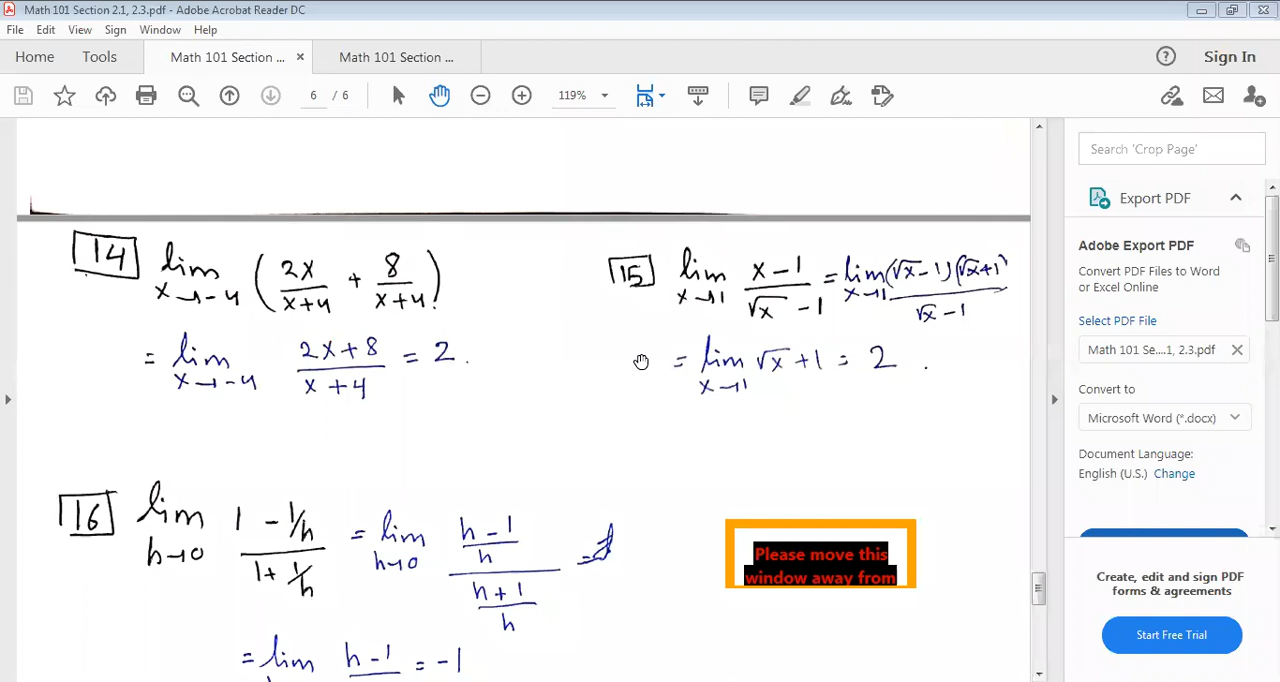 Math 101 Section 2.1, 2.3.pdf - Adobe Acrobat Reader DC
File Edit View Sign Window Help
Home Tools Math 101 Section ... × Math 101 Section ... Sign In
6 / 6 119%
Search 'Crop Page'
Export PDF
Adobe Export PDF
Convert PDF Files to Word
or Excel Online
Select PDF File
Math 101 Se....1, 2.3.pdf
Convert to
Microsoft Word (*.docx)
Document Language:
English (U.S.) Change
Create, edit and sign PDF
forms & agreements
Start Free Trial
14 lim x→-4 (2x/(x+4) + 8/(x+4))
= lim x→-4 (2x+8)/(x+4) = 2.
15 lim x→1 (x-1)/(√x -1) = lim x→1 (√x-1)(√x+1)/(√x-1)
= lim x→1 √x+1 = 2.
16 lim h→0 (1 - 1/h)/(1 + 1/h) = lim h→0 ((h-1)/h)/((h+1)/h) =
= lim h-1 = -1
Please move this
window away from